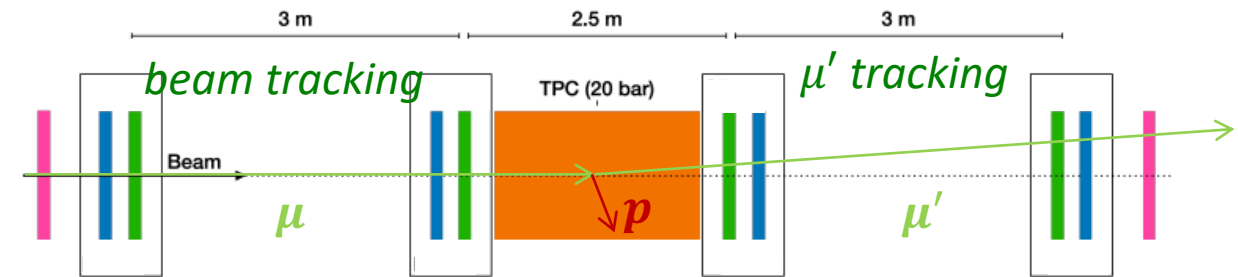 3 m
2.5 m
3 m
beam tracking
TPC (20 bar)
μ′ tracking
Beam
μ
p
μ′